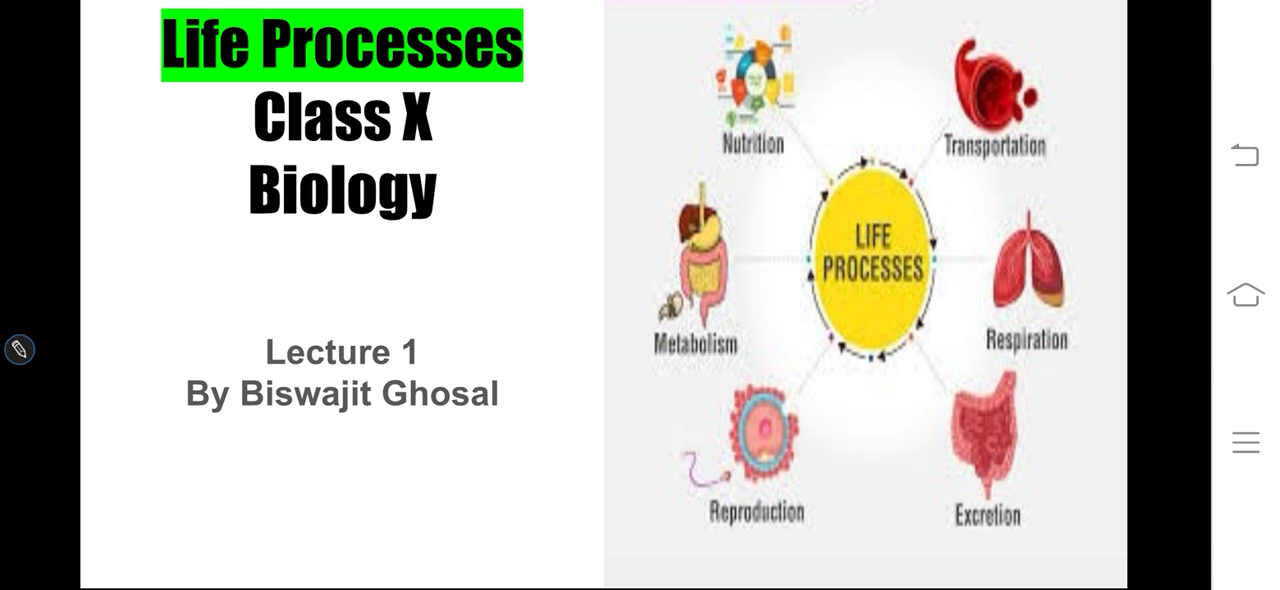 Life Processes
Class X
Biology
Lecture 1
By Biswajit Ghosal
Nutrition
Transportation
LIFE
PROCESSES
Metabolism
Respiration
Reproduction
Excretion